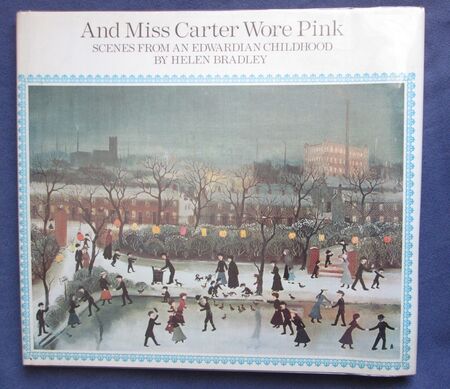 And Miss Carter Wore Pink
SCENES FROM AN EDWARDIAN CHILDHOOD
BY HELEN BRADLEY